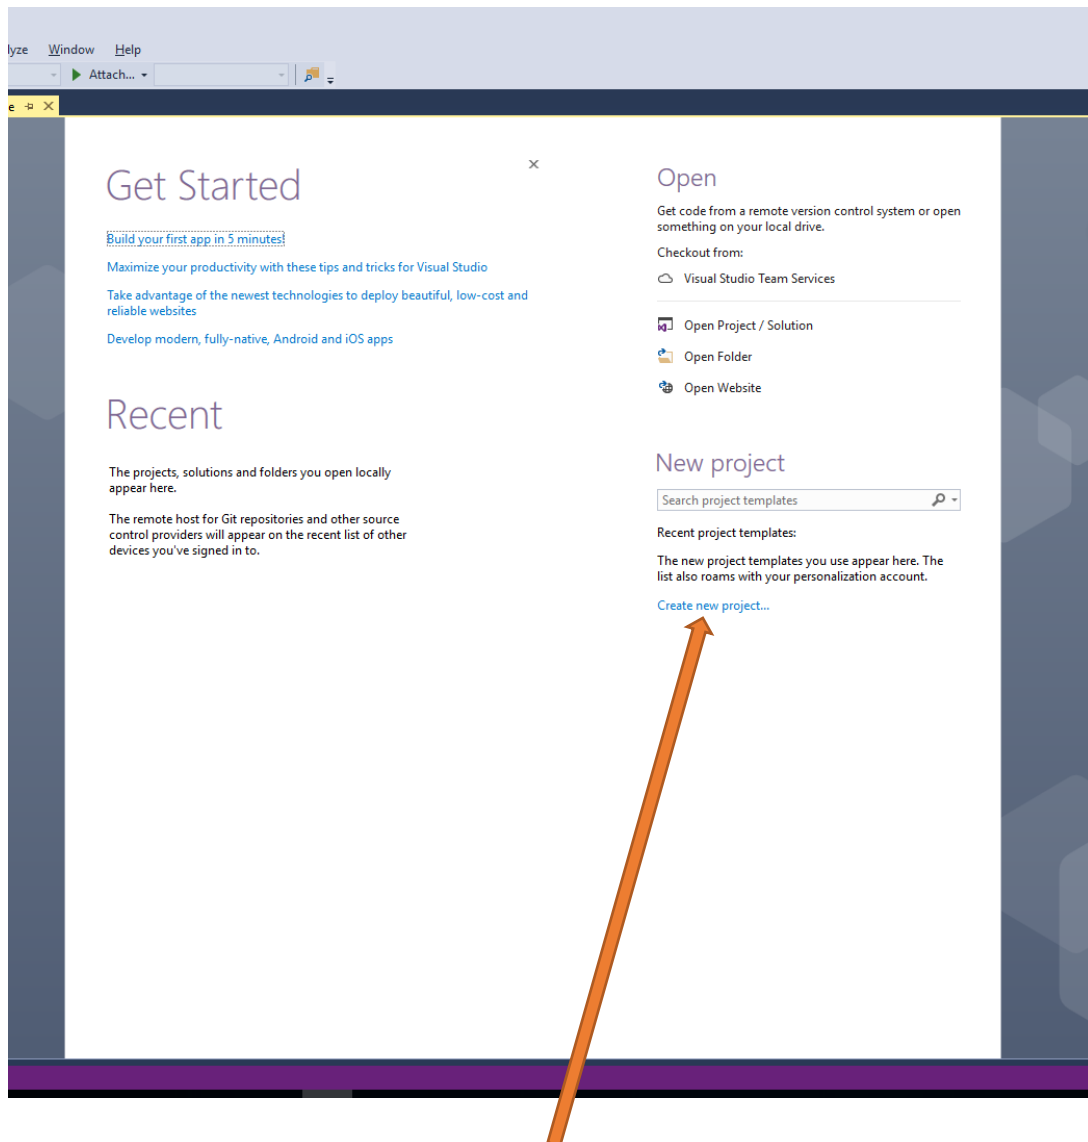 lyze Window Help
Attach...
e
Get Started
Build your first app in 5 minutes!
Maximize your productivity with these tips and tricks for Visual Studio
Take advantage of the newest technologies to deploy beautiful, low-cost and
reliable websites
Develop modern, fully-native, Android and iOS apps
Recent
The projects, solutions and folders you open locally
appear here.
The remote host for Git repositories and other source
control providers will appear on the recent list of other
devices you've signed in to.
Open
Get code from a remote version control system or open
something on your local drive.
Checkout from:
Visual Studio Team Services
Open Project / Solution
Open Folder
Open Website
New project
Search project templates
Recent project templates:
The new project templates you use appear here. The
list also roams with your personalization account.
Create new project...